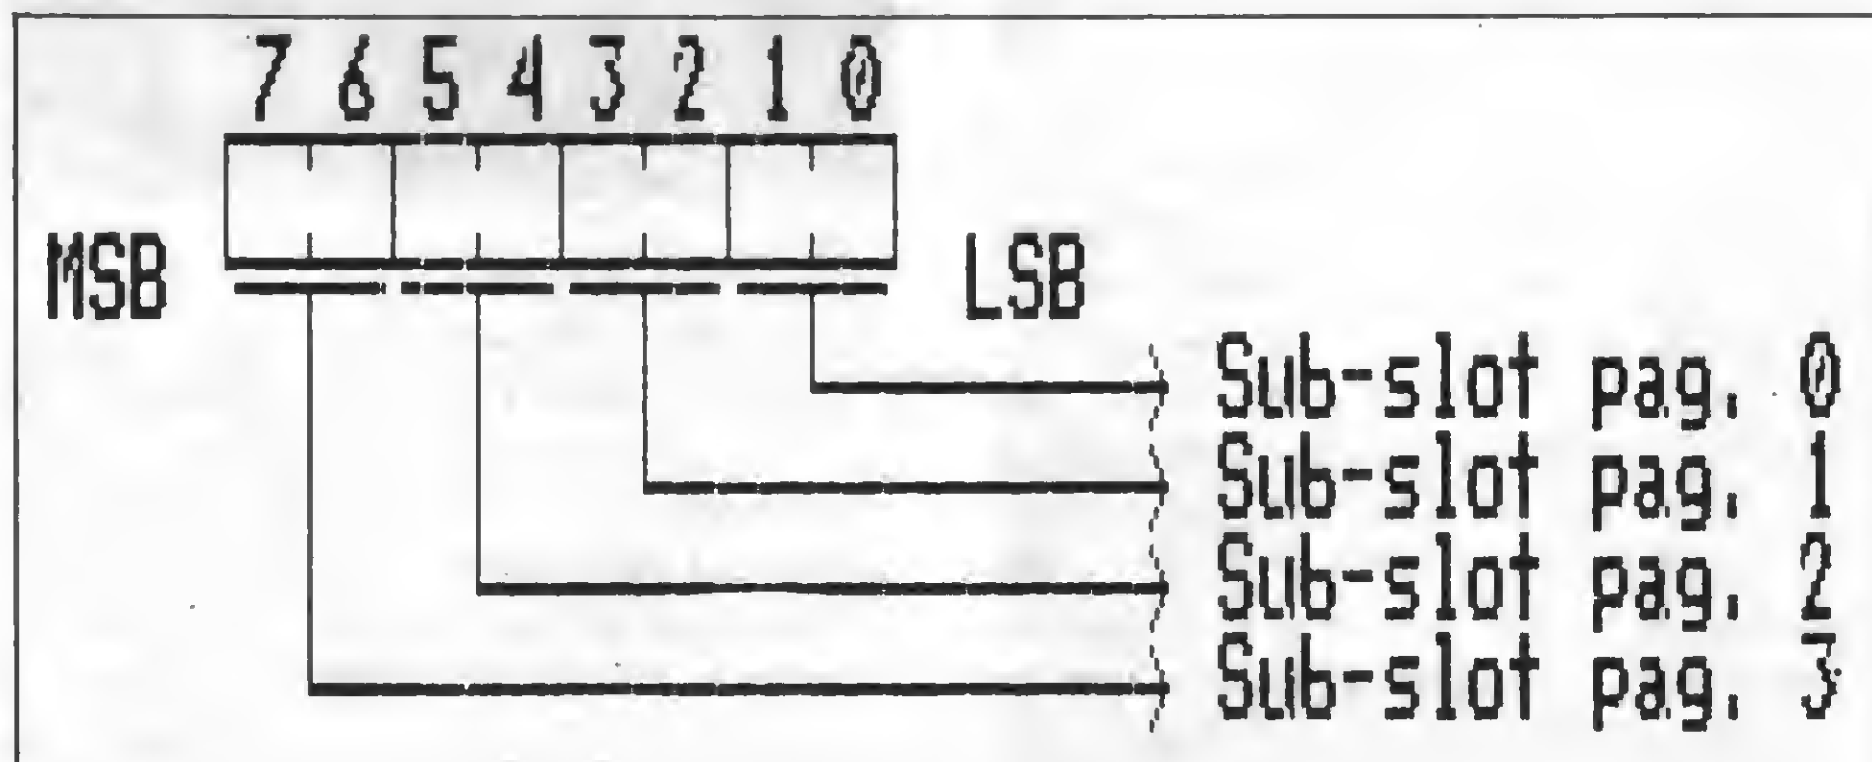 7 6 5 4 3 2 1 0
MSB LSB
Sub-slot pag. 0
Sub-slot pag. 1
Sub-slot pag. 2
Sub-slot pag. 3